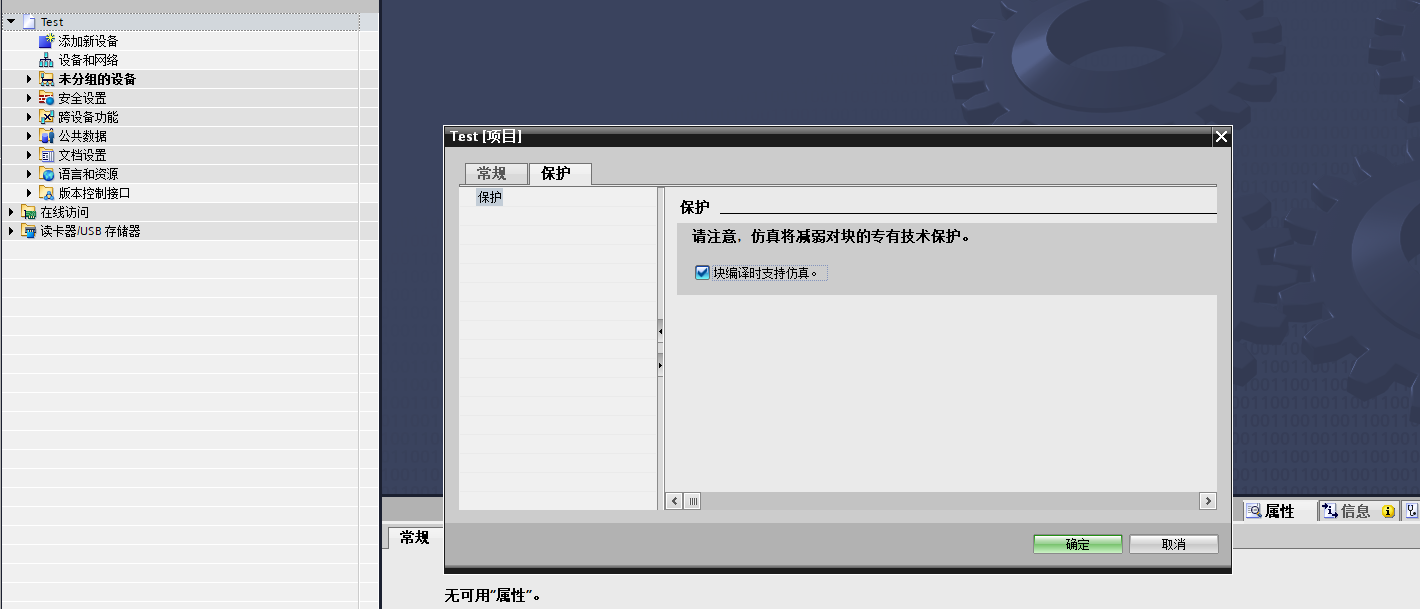 Test
添加新设备
设备和网络
未分组的设备
安全设置
跨设备功能
公共数据
文档设置
语言和资源
版本控制接口
在线访问
读卡器/USB 存储器
Test [项目]
常规
保护
保护
保护
请注意，仿真将减弱对块的专有技术保护。
块编译时支持仿真。
确定
取消
属性
信息
常规
无可用"属性"。